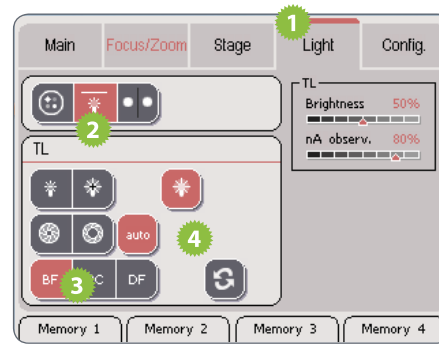 1
Main Focus/Zoom Stage Light Config.
TL
Brightness 50%
nA observ. 80%
2
TL
auto
4
BF 3 C DF
Memory 1 Memory 2 Memory 3 Memory 4